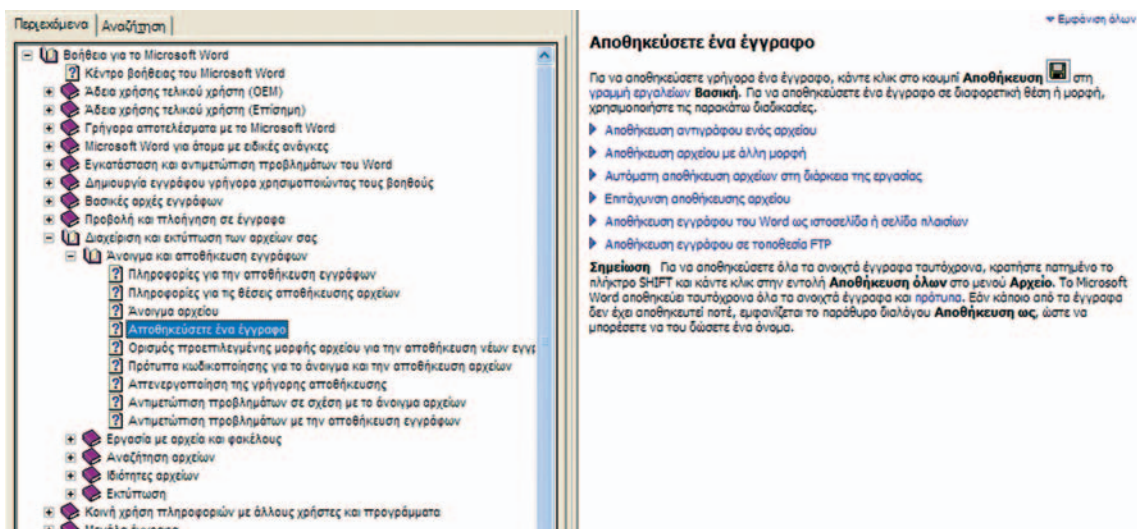 Περιεχόμενα
Αναζήτηση
Βοήθεια για το Microsoft Word
Κέντρο βοήθειας του Microsoft Word
Άδεια χρήσης τελικού χρήστη (OEM)
Άδεια χρήσης τελικού χρήστη (Επίσημη)
Γρήγορα αποτελέσματα με το Microsoft Word
Microsoft Word για άτομα με ειδικές ανάγκες
Εγκατάσταση και αντιμετώπιση προβλημάτων του Word
Δημιουργία εγγράφου γρήγορα χρησιμοποιώντας τους βοηθούς
Βασικές αρχές εγγράφων
Προβολή και πλοήγηση σε έγγραφα
Διαχείριση και εκτύπωση των αρχείων σας
Άνοιγμα και αποθήκευση εγγράφων
Πληροφορίες για την αποθήκευση εγγράφων
Πληροφορίες για τις θέσεις αποθήκευσης αρχείων
Άνοιγμα αρχείου
Αποθηκεύσετε ένα έγγραφο
Ορισμός προεπιλεγμένης μορφής αρχείου για την αποθήκευση νέων εγγρ
Πρότυπα κωδικοποίησης για το άνοιγμα και την αποθήκευση αρχείων
Απενεργοποίηση της γρήγορης αποθήκευσης
Αντιμετώπιση προβλημάτων σε σχέση με το άνοιγμα αρχείων
Αντιμετώπιση προβλημάτων με την αποθήκευση εγγράφων
Εργασία με αρχεία και φακέλους
Αναζήτηση αρχείων
Ιδιότητες αρχείων
Εκτύπωση
Κοινή χρήση πληροφοριών με άλλους χρήστες και προγράμματα
Μεγάλα έγγραφα
Εμφάνιση όλων
Αποθηκεύσετε ένα έγγραφο
Για να αποθηκεύσετε γρήγορα ένα έγγραφο, κάντε κλικ στο κουμπί Αποθήκευση στη
γραμμή εργαλείων Βασική. Για να αποθηκεύσετε ένα έγγραφο σε διαφορετική θέση ή μορφή,
χρησιμοποιήστε τις παρακάτω διαδικασίες.
Αποθήκευση αντιγράφου ενός αρχείου
Αποθήκευση αρχείου με άλλη μορφή
Αυτόματη αποθήκευση αρχείων στη διάρκεια της εργασίας
Επιτάχυνση αποθήκευσης αρχείου
Αποθήκευση εγγράφου του Word ως ιστοσελίδα ή σελίδα πλαισίων
Αποθήκευση εγγράφου σε τοποθεσία FTP
Σημείωση Για να αποθηκεύσετε όλα τα ανοιχτά έγγραφα ταυτόχρονα, κρατήστε πατημένο το
πλήκτρο SHIFT και κάντε κλικ στην εντολή Αποθήκευση όλων στο μενού Αρχείο. Το Microsoft
Word αποθηκεύει ταυτόχρονα όλα τα ανοιχτά έγγραφα και πρότυπα. Εάν κάποιο από τα έγγραφα
δεν έχει αποθηκευτεί ποτέ, εμφανίζεται το παράθυρο διαλόγου Αποθήκευση ως, ώστε να
μπορέσετε να του δώσετε ένα όνομα.